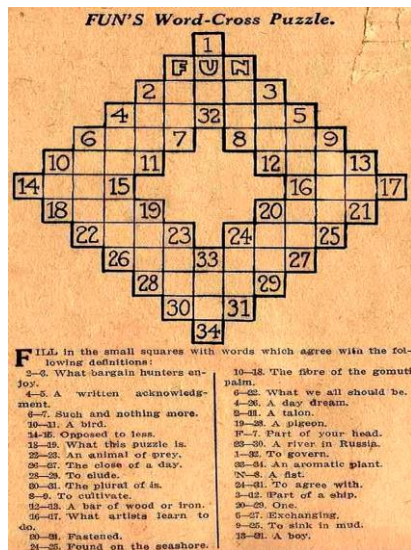 FUN'S Word-Cross Puzzle.
1
F U N
2 3
4 32 5
6 7 8 9
10 11 12 13
14 15 16 17
18 19 20 21
22 23 24 25
26 33 27
28 29
30 31
34
FILL in the small squares with words which agree with the fol-
lowing definitions:
2—3. What bargain hunters en-
joy.
4—5. A written acknowledg-
ment.
6—7. Such and nothing more.
10—11. A bird.
14—15. Opposed to less.
18—19. What this puzzle is.
22—23. An animal of prey.
26—27. The close of a day.
28—29. To elude.
30—31. The plural of is.
8—9. To cultivate.
12—13. A bar of wood or iron.
16—17. What artists learn to
do.
20—21. Fastened.
24—25. Found on the seashore.
10—18. The fibre of the gomuti
palm.
6—22. What we all should be.
4—26. A day dream.
2—11. A talon.
19—28. A pigeon.
F—7. Part of your head.
23—30. A river in Russia.
1—32. To govern.
33—34. An aromatic plant.
N—8. A fist.
24—31. To agree with.
3—12. Part of a ship.
20—29. One.
5—27. Exchanging.
9—25. To sink in mud.
13—21. A boy.